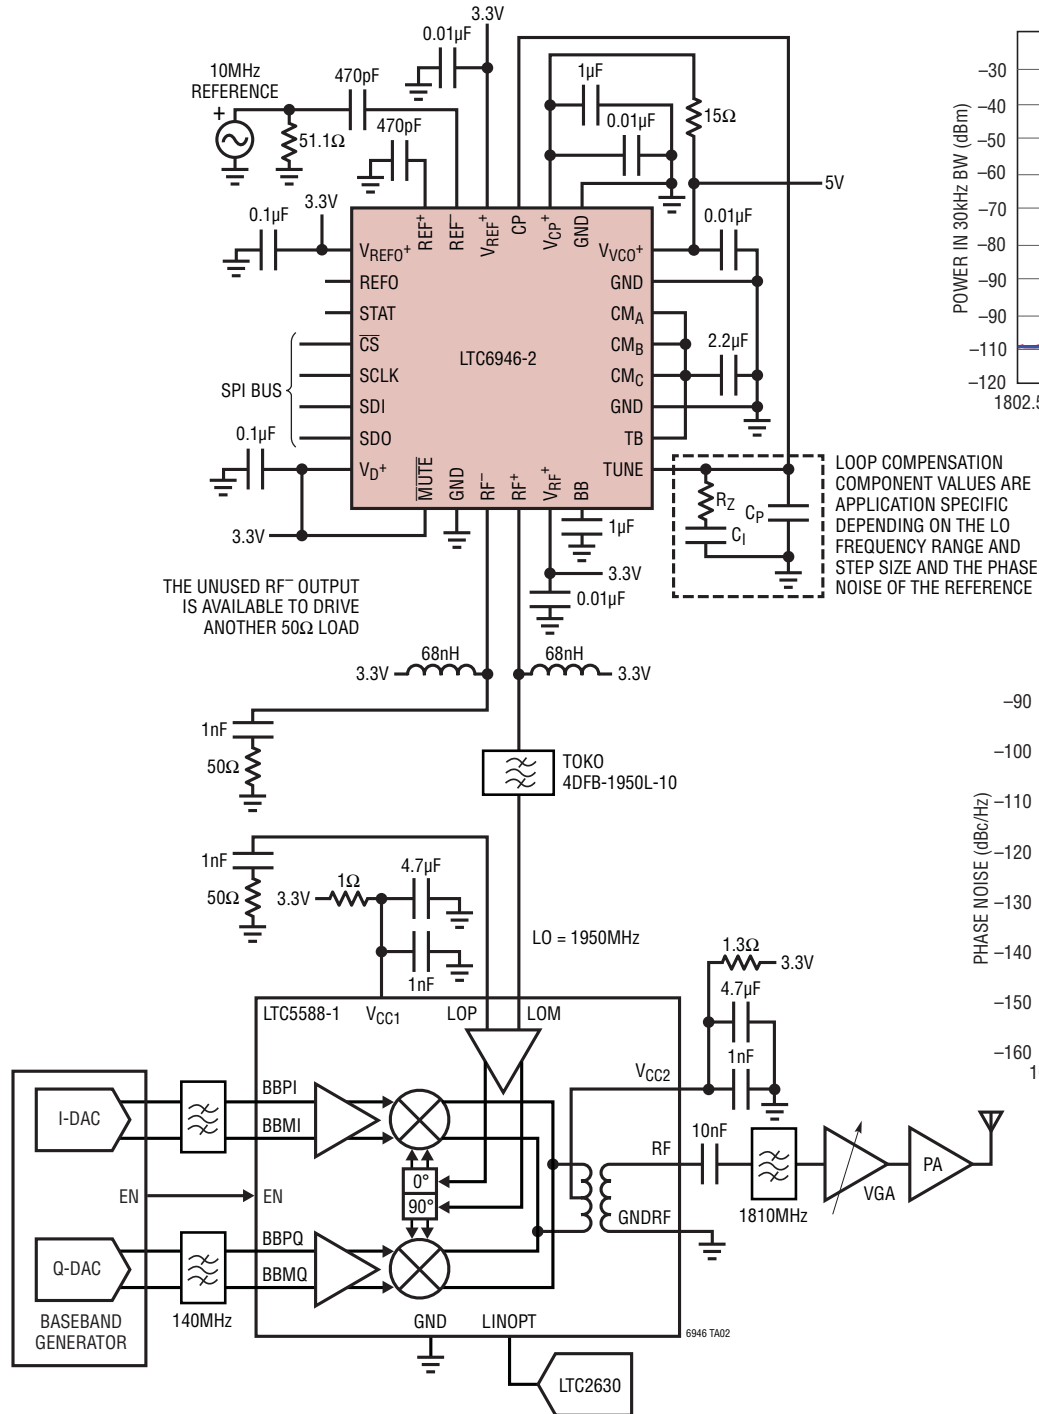 3.3V
0.01µF
10MHz
REFERENCE
+
470pF
51.1Ω
470pF
1µF
0.01µF
15Ω
5V
0.1µF
3.3V
0.01µF
REF+
REF–
VREF+
CP
VCP+
GND
VREFO+
REFO
STAT
CS
SCLK
SDI
SDO
VD+
SPI BUS
0.1µF
3.3V
LTC6946-2
VVCO+
GND
CMA
CMB
CMC
GND
TB
TUNE
2.2µF
MUTE
GND
RF–
RF+
VRF+
BB
1µF
3.3V
0.01µF
RZ
CI
CP
LOOP COMPENSATION
COMPONENT VALUES ARE
APPLICATION SPECIFIC
DEPENDING ON THE LO
FREQUENCY RANGE AND
STEP SIZE AND THE PHASE
NOISE OF THE REFERENCE
THE UNUSED RF– OUTPUT
IS AVAILABLE TO DRIVE
ANOTHER 50Ω LOAD
3.3V
68nH
68nH
3.3V
1nF
50Ω
TOKO
4DFB-1950L-10
1nF
50Ω
3.3V
1Ω
4.7µF
1nF
LO = 1950MHz
1.3Ω
3.3V
4.7µF
1nF
LTC5588-1
VCC1
LOP
LOM
VCC2
I-DAC
BBPI
BBMI
EN
EN
0°
90°
RF
10nF
1810MHz
VGA
PA
GNDRF
Q-DAC
BBPQ
BBMQ
140MHz
BASEBAND
GENERATOR
GND
LINOPT
6946 TA02
LTC2630
POWER IN 30kHz BW (dBm)
–30
–40
–50
–60
–70
–80
–90
–90
–110
–120
1802.5
PHASE NOISE (dBc/Hz)
–90
–100
–110
–120
–130
–140
–150
–160
1